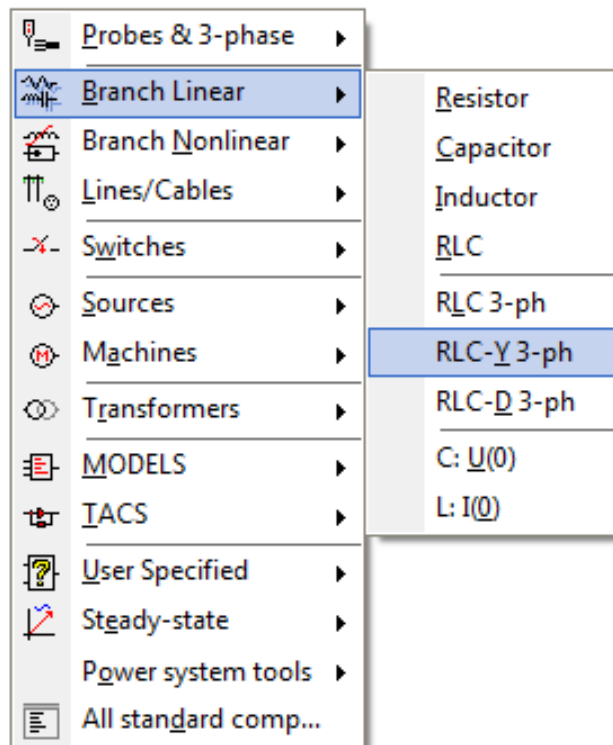 Probes & 3-phase
Branch Linear
Branch Nonlinear
Lines/Cables
Switches
Sources
Machines
Transformers
MODELS
TACS
User Specified
Steady-state
Power system tools
All standard comp...
Resistor
Capacitor
Inductor
RLC
RLC 3-ph
RLC-Y 3-ph
RLC-D 3-ph
C: U(0)
L: I(0)